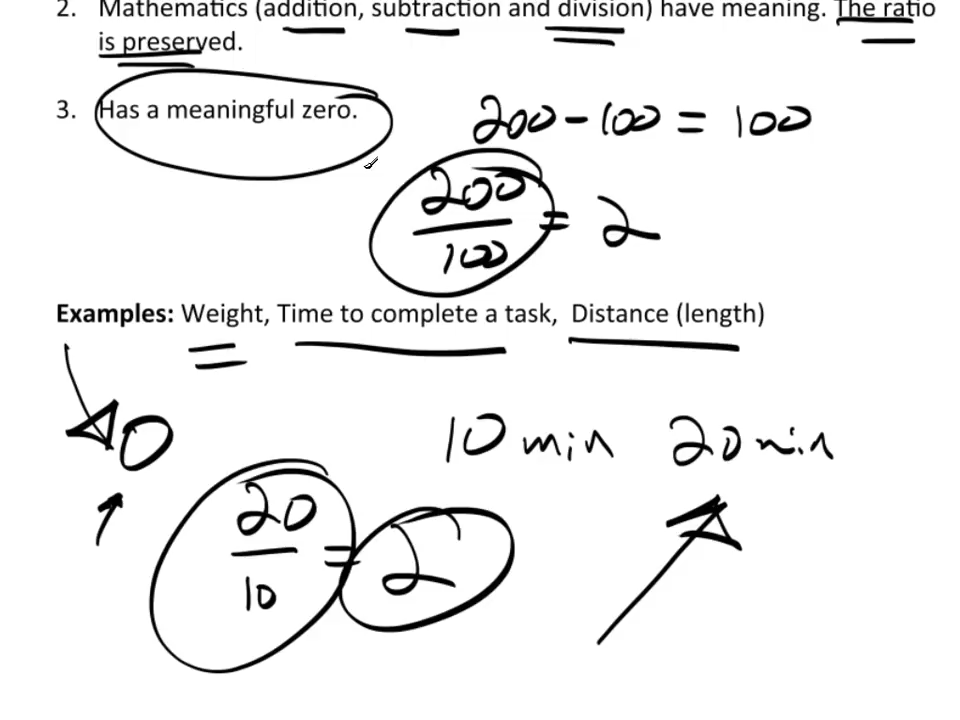 2. Mathematics (addition, subtraction and division) have meaning. The ratio
is preserved.
3. Has a meaningful zero.
200 - 100 = 100
200
100
= 2
Examples: Weight, Time to complete a task, Distance (length)
0
10 min 20 min
20
10
= 2